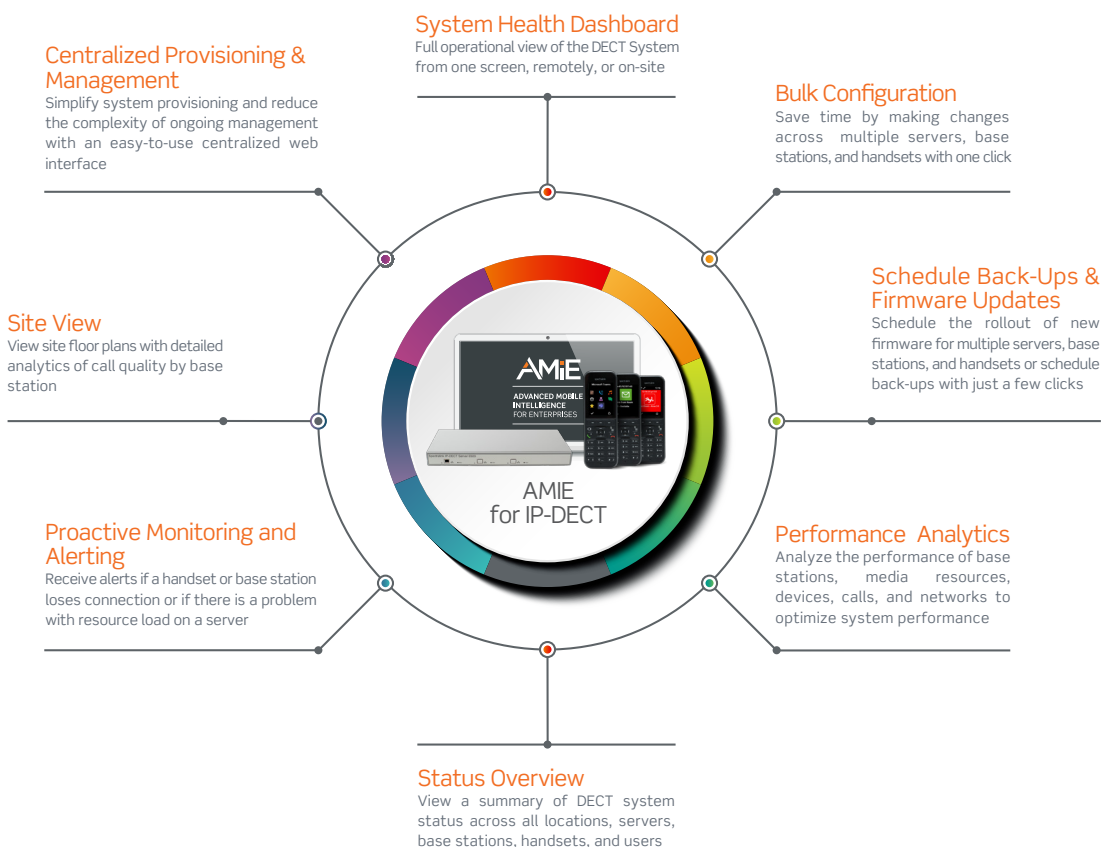 System Health Dashboard
Full operational view of the DECT System
from one screen, remotely, or on-site
Centralized Provisioning &
Management
Simplify system provisioning and reduce
the complexity of ongoing management
with an easy-to-use centralized web
interface
Bulk Configuration
Save time by making changes
across multiple servers, base
stations, and handsets with one click
Schedule Back-Ups &
Firmware Updates
Schedule the rollout of new
firmware for multiple servers, base
stations, and handsets or schedule
back-ups with just a few clicks
Site View
View site floor plans with detailed
analytics of call quality by base
station
AMiE
ADVANCED MOBILE
INTELLIGENCE
FOR ENTERPRISES
AMIE
for IP-DECT
Proactive Monitoring and
Alerting
Receive alerts if a handset or base station
loses connection or if there is a problem
with resource load on a server
Performance Analytics
Analyze the performance of base
stations, media resources,
devices, calls, and networks to
optimize system performance
Status Overview
View a summary of DECT system
status across all locations, servers,
base stations, handsets, and users